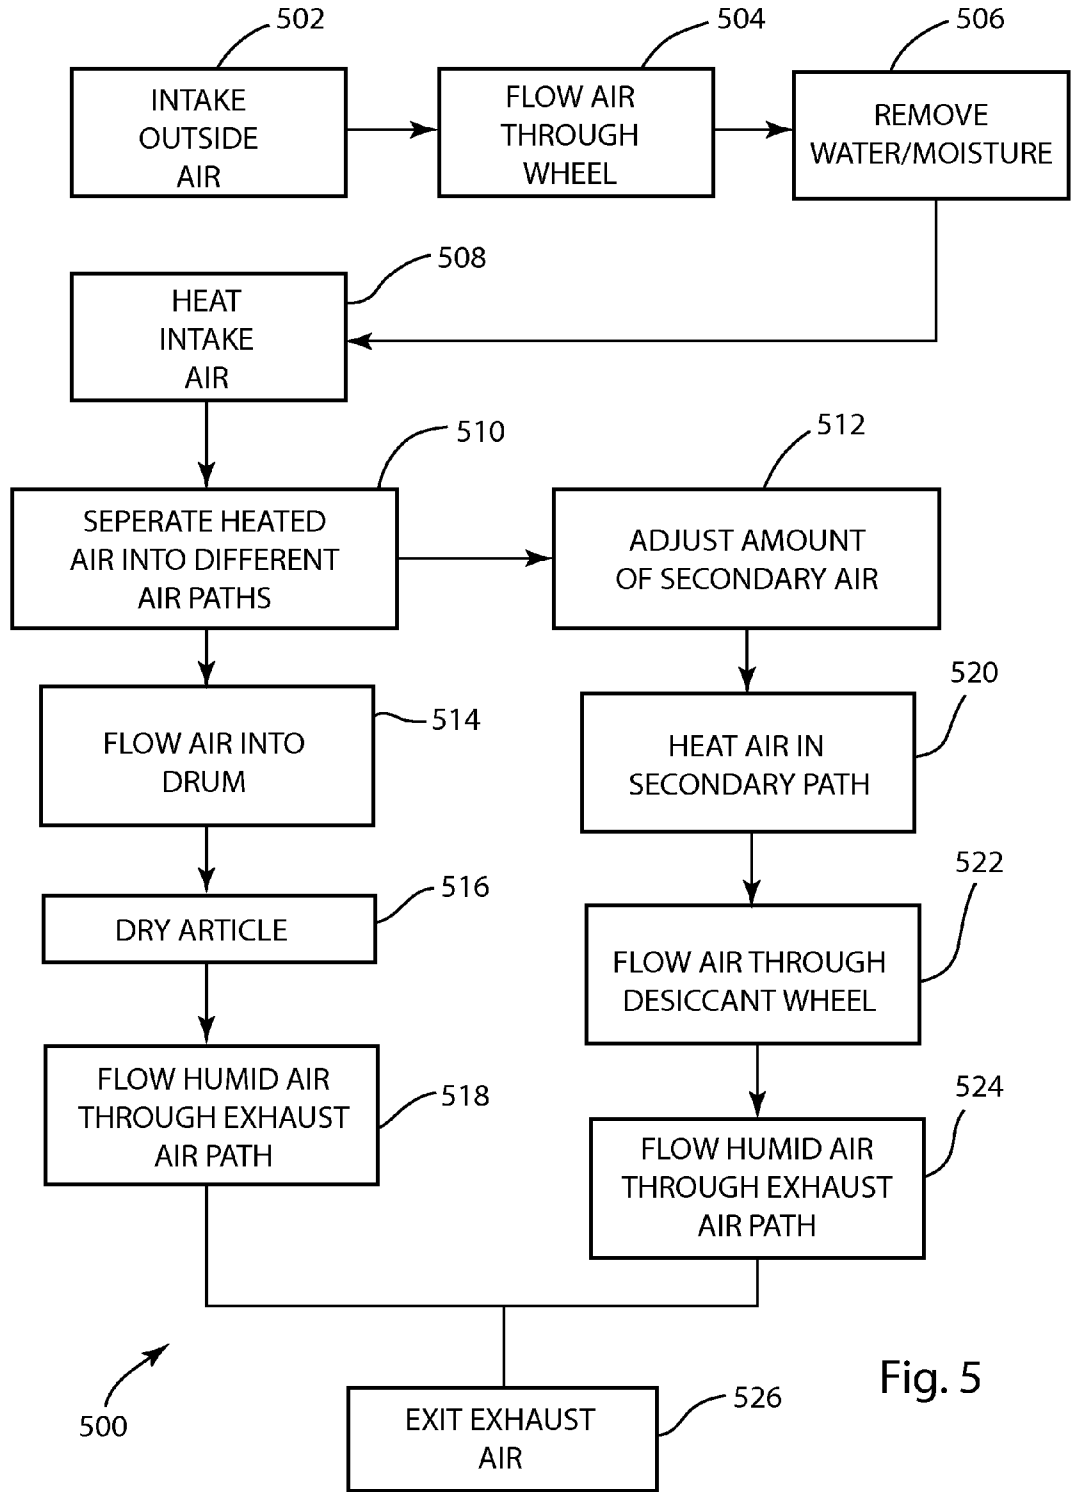 502
INTAKE
OUTSIDE
AIR
504
FLOW AIR
THROUGH
WHEEL
506
REMOVE
WATER/MOISTURE
508
HEAT
INTAKE
AIR
510
SEPERATE HEATED
AIR INTO DIFFERENT
AIR PATHS
512
ADJUST AMOUNT
OF SECONDARY AIR
514
FLOW AIR INTO
DRUM
516
DRY ARTICLE
518
FLOW HUMID AIR
THROUGH EXHAUST
AIR PATH
520
HEAT AIR IN
SECONDARY PATH
522
FLOW AIR THROUGH
DESICCANT WHEEL
524
FLOW HUMID AIR
THROUGH EXHAUST
AIR PATH
526
EXIT EXHAUST
AIR
500
Fig. 5